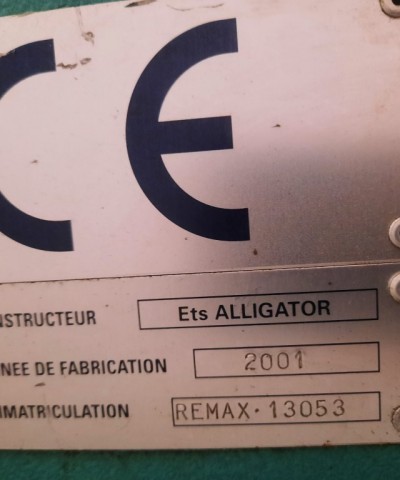 CE
NSTRUCTEUR Ets ALLIGATOR
NEE DE FABRICATION 2001
MATRICULATION REMAX·13053